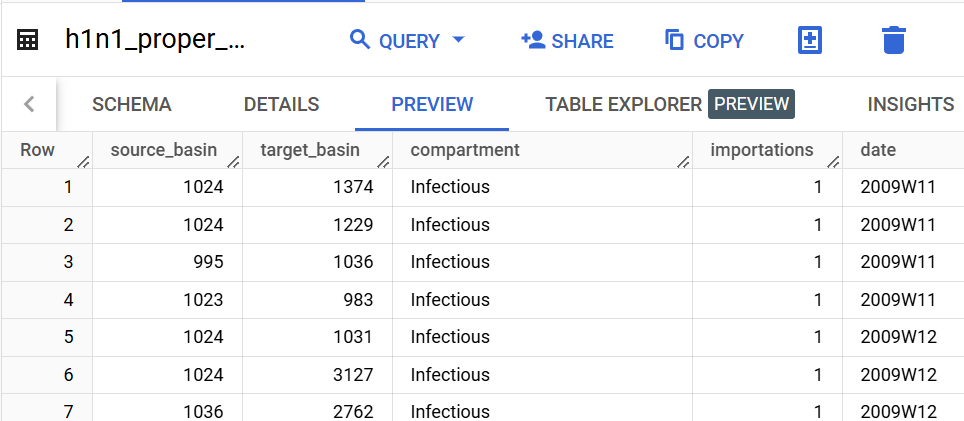 h1n1_proper_... QUERY SHARE COPY
SCHEMA DETAILS PREVIEW TABLE EXPLORER PREVIEW INSIGHTS
Row source_basin target_basin compartment importations date
1 1024 1374 Infectious 1 2009W11
2 1024 1229 Infectious 1 2009W11
3 995 1036 Infectious 1 2009W11
4 1023 983 Infectious 1 2009W11
5 1024 1031 Infectious 1 2009W12
6 1024 3127 Infectious 1 2009W12
7 1036 2762 Infectious 1 2009W12